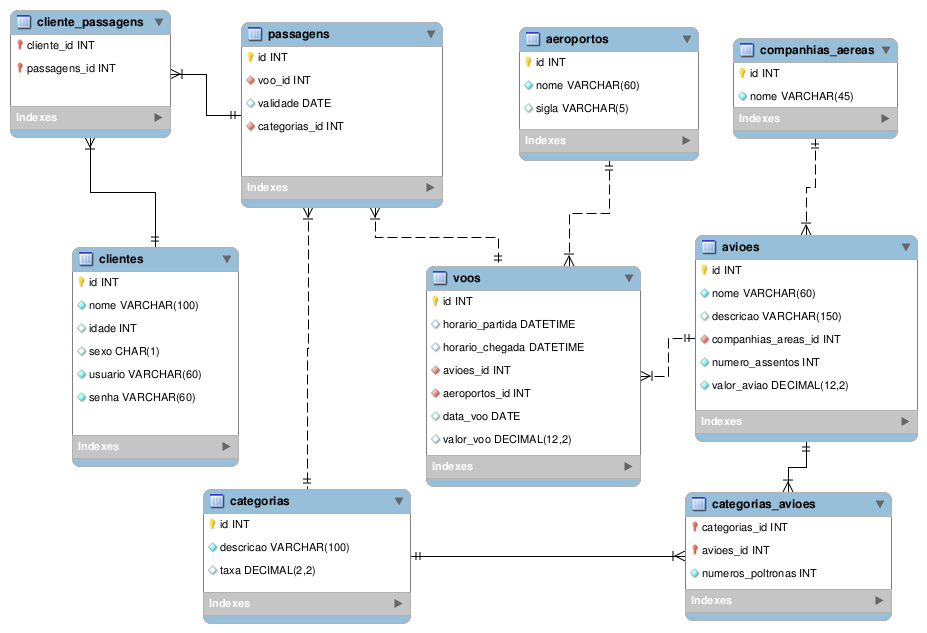 cliente_passagens
cliente_id INT
passagens_id INT
Indexes
passagens
id INT
voo_id INT
validade DATE
categorias_id INT
Indexes
aeroportos
id INT
nome VARCHAR(60)
sigla VARCHAR(5)
Indexes
companhias_aereas
id INT
nome VARCHAR(45)
Indexes
clientes
id INT
nome VARCHAR(100)
idade INT
sexo CHAR(1)
usuario VARCHAR(60)
senha VARCHAR(60)
Indexes
voos
id INT
horario_partida DATETIME
horario_chegada DATETIME
avioes_id INT
aeroportos_id INT
data_voo DATE
valor_voo DECIMAL(12,2)
Indexes
avioes
id INT
nome VARCHAR(60)
descricao VARCHAR(150)
companhias_areas_id INT
numero_assentos INT
valor_aviao DECIMAL(12,2)
Indexes
categorias
id INT
descricao VARCHAR(100)
taxa DECIMAL(2,2)
Indexes
categorias_avioes
categorias_id INT
avioes_id INT
numeros_poltronas INT
Indexes